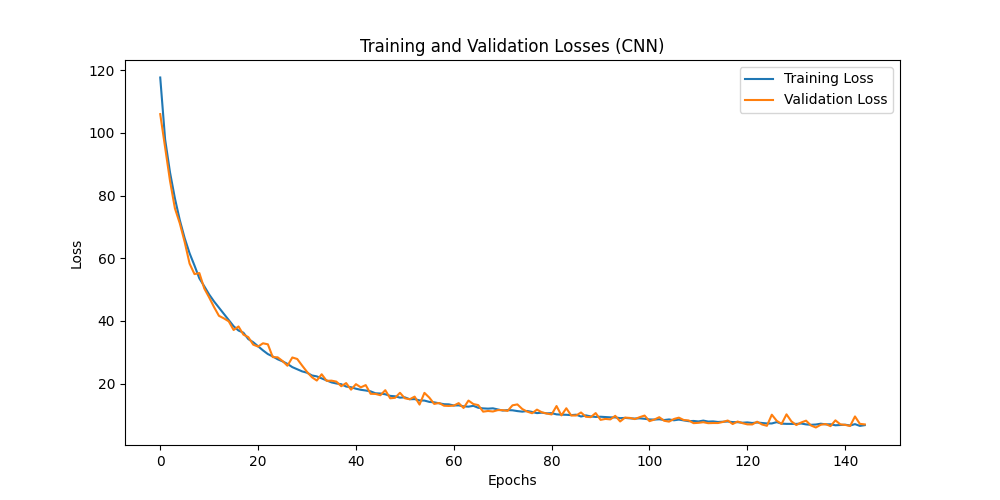 Training and Validation Losses (CNN)
Training Loss
Validation Loss
120
100
80
60
40
20
Loss
0 20 40 60 80 100 120 140
Epochs